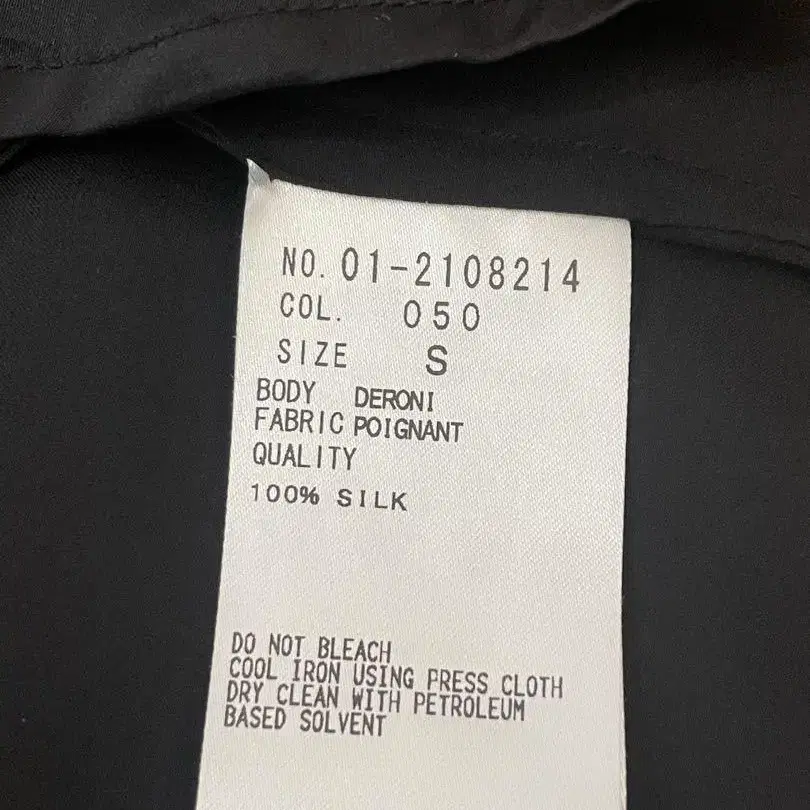 NO. 01-2108214
COL. 050
SIZE S
BODY DERONI
FABRIC POIGNANT
QUALITY
100% SILK
DO NOT BLEACH
COOL IRON USING PRESS CLOTH
DRY CLEAN WITH PETROLEUM
BASED SOLVENT